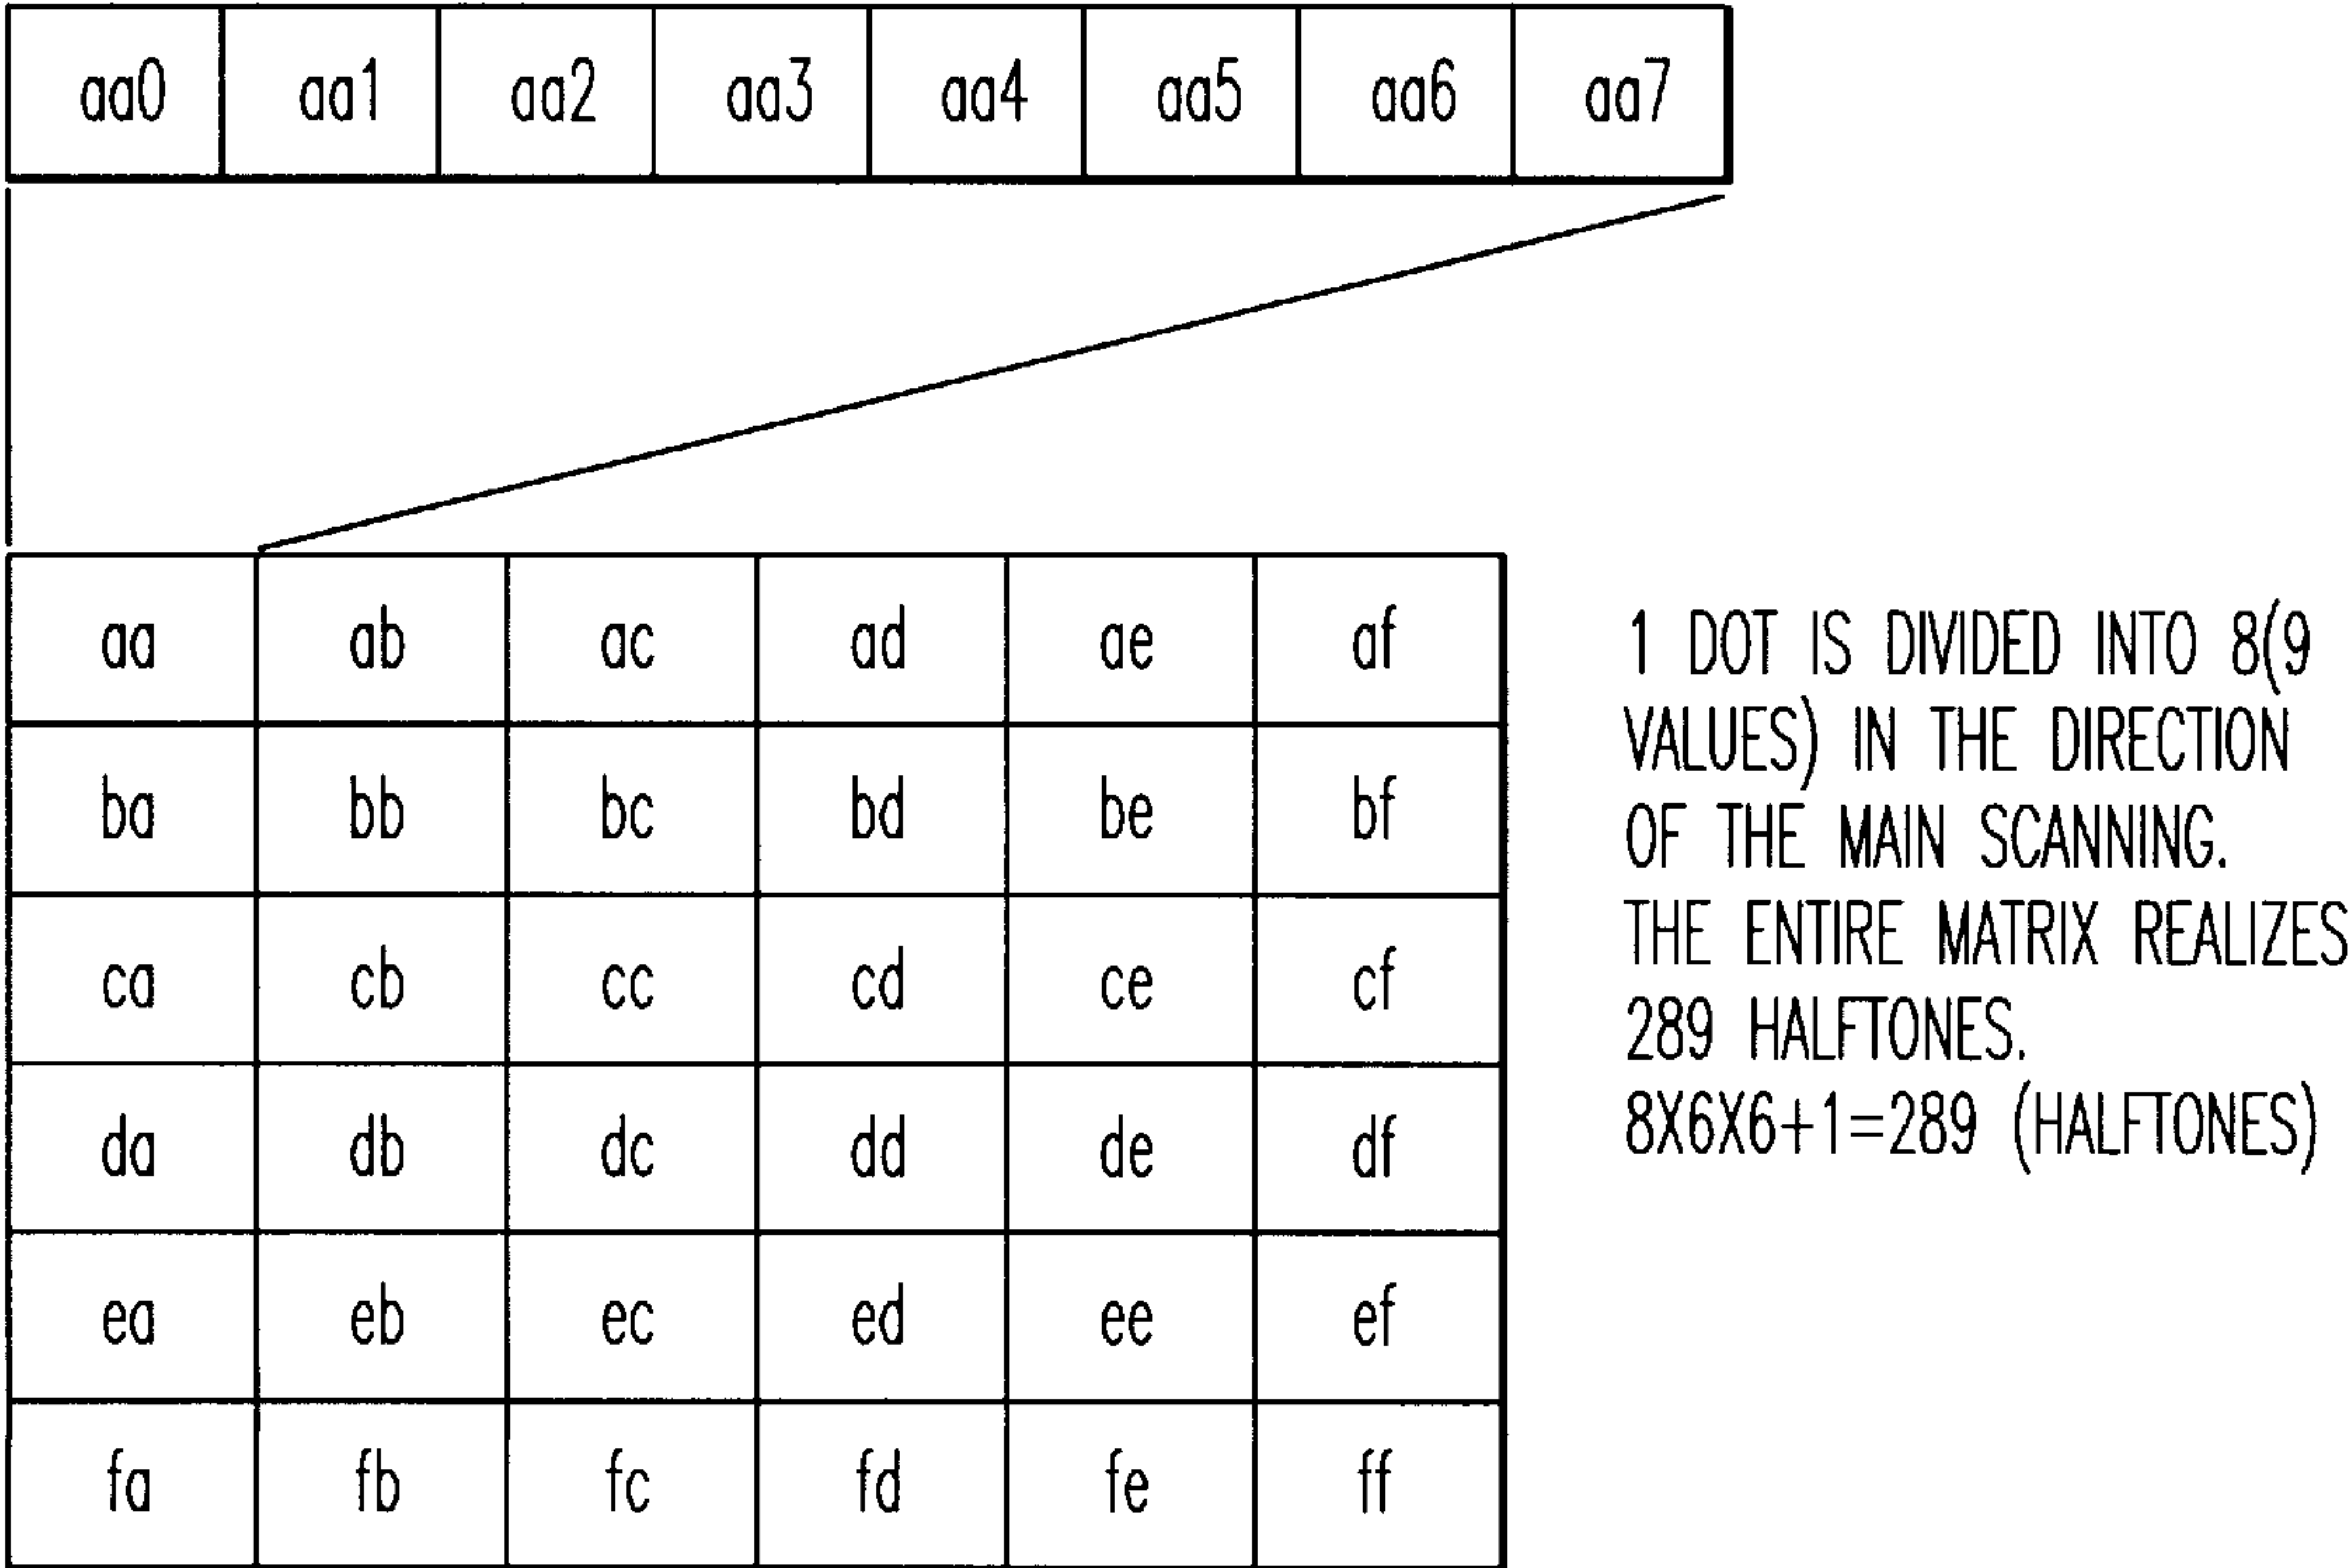 aa0 aa1 aa2 aa3 aa4 aa5 aa6 aa7
aa ab ac ad ae af
ba bb bc bd be bf
ca cb cc cd ce cf
da db dc dd de df
ea eb ec ed ee ef
fa fb fc fd fe ff
1 DOT IS DIVIDED INTO 8(9
VALUES) IN THE DIRECTION
OF THE MAIN SCANNING.
THE ENTIRE MATRIX REALIZES
289 HALFTONES.
8X6X6+1=289 (HALFTONES)